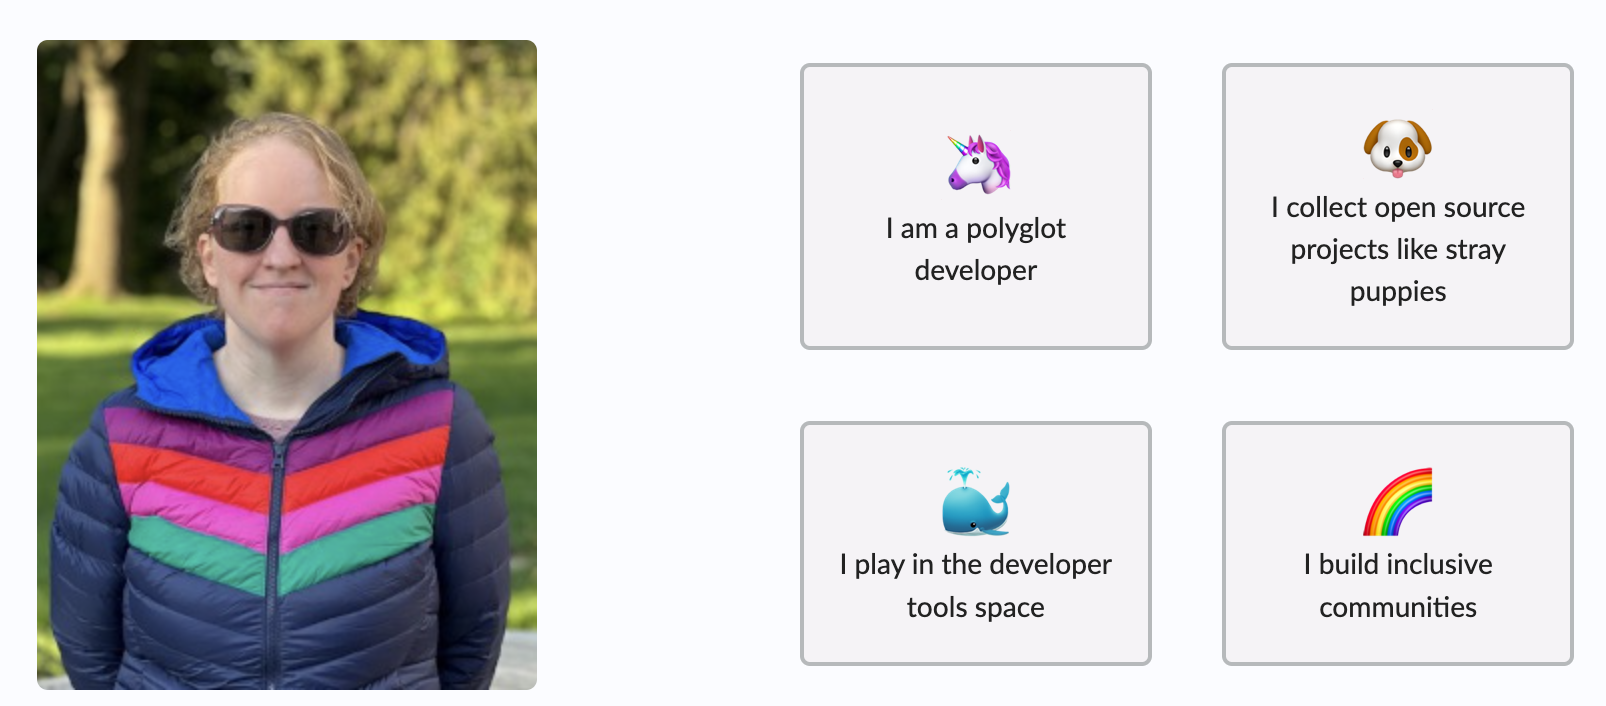 I am a polyglot
developer
I collect open source
projects like stray
puppies
I play in the developer
tools space
I build inclusive
communities